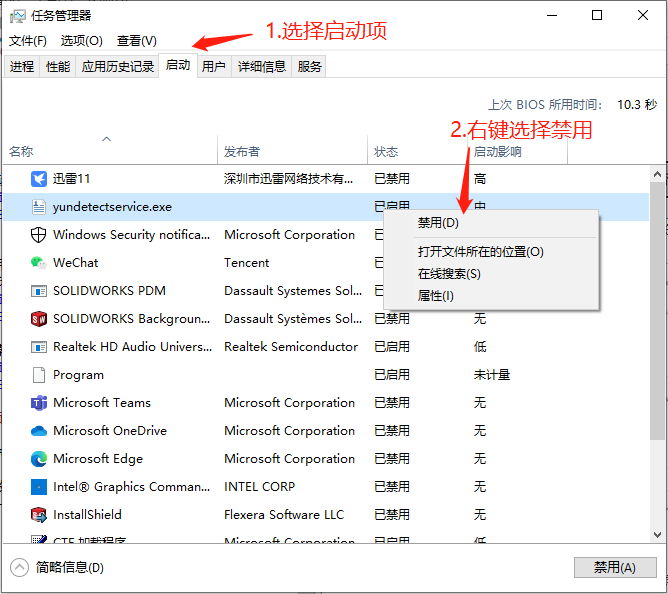 任务管理器
1.选择启动项
文件(F) 选项(O) 查看(V)
进程 性能 应用历史记录 启动 用户 详细信息 服务
上次 BIOS 所用时间: 10.3 秒
2.右键选择禁用
名称 发布者 状态 启动影响
迅雷11 深圳市迅雷网络技术有... 已禁用 高
yundetectservice.exe 已启用 中
禁用(D)
Windows Security notifica... Microsoft Corporation
打开文件所在的位置(O)
WeChat Tencent
在线搜索(S)
SOLIDWORKS PDM Dassault Systemes Sol...
属性(I)
SOLIDWORKS Backgroun... Dassault Systèmes Sol... 已禁用 无
Realtek HD Audio Univers... Realtek Semiconductor 已启用 低
Program 已启用 未计量
Microsoft Teams Microsoft Corporation 已禁用 无
Microsoft OneDrive Microsoft Corporation 已禁用 无
Microsoft Edge Microsoft Corporation 已禁用 无
Intel® Graphics Comman... INTEL CORP 已禁用 无
InstallShield Flexera Software LLC 已禁用 无
CTF 加载程序 Microsoft Corporation 已启用 低
简略信息(D) 禁用(A)